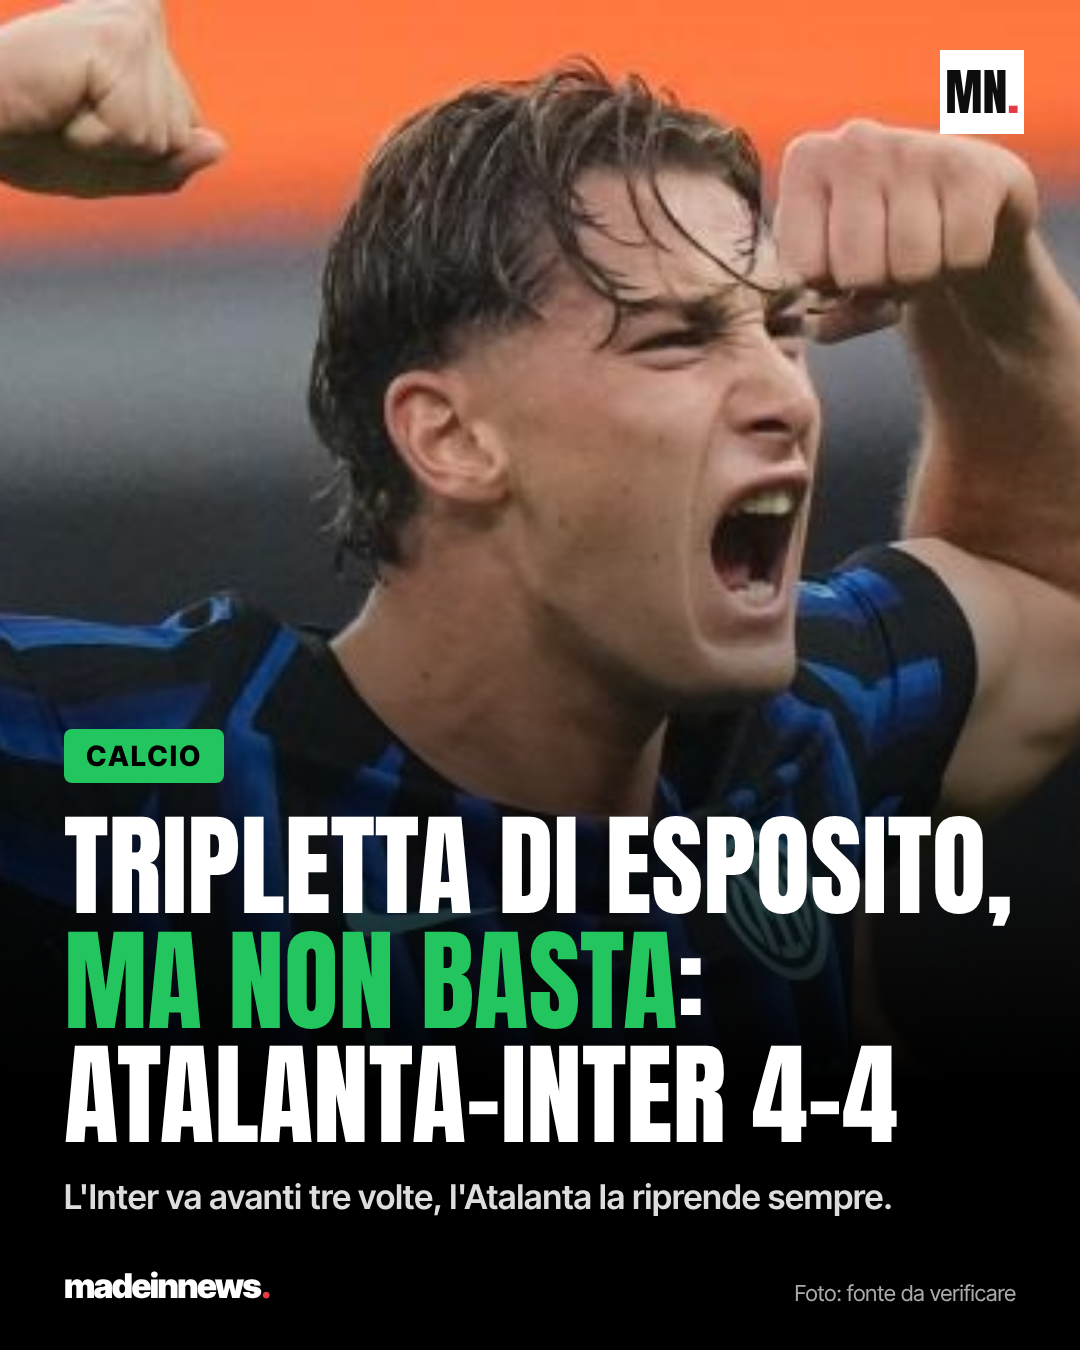 MN.
CALCIO
TRIPLETTA DI ESPOSITO,
MA NON BASTA:
ATALANTA-INTER 4-4
L'Inter va avanti tre volte, l'Atalanta la riprende sempre.
madeinnews.
Foto: fonte da verificare